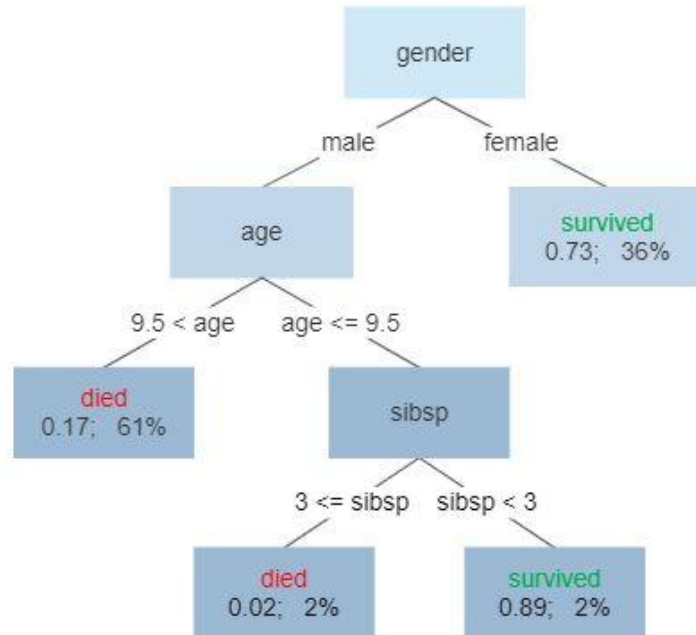 gender
male
female
age
survived
0.73; 36%
9.5 < age
age <= 9.5
died
0.17; 61%
sibsp
3 <= sibsp
sibsp < 3
died
0.02; 2%
survived
0.89; 2%